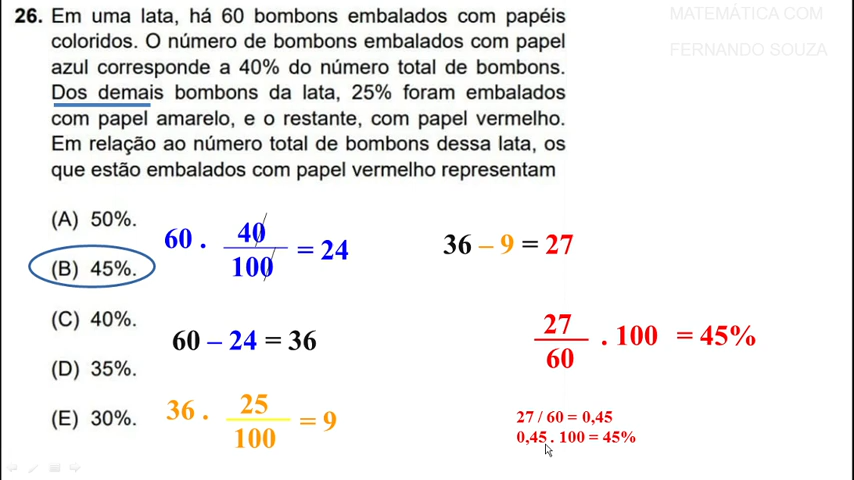 MATEMÁTICA COM
FERNANDO SOUZA
26. Em uma lata, há 60 bombons embalados com papéis
coloridos. O número de bombons embalados com papel
azul corresponde a 40% do número total de bombons.
Dos demais bombons da lata, 25% foram embalados
com papel amarelo, e o restante, com papel vermelho.
Em relação ao número total de bombons dessa lata, os
que estão embalados com papel vermelho representam
(A) 50%.
(B) 45%.
(C) 40%.
(D) 35%.
(E) 30%.
60 . 40/100 = 24
60 – 24 = 36
36 . 25/100 = 9
36 – 9 = 27
27/60 . 100 = 45%
27 / 60 = 0,45
0,45 . 100 = 45%